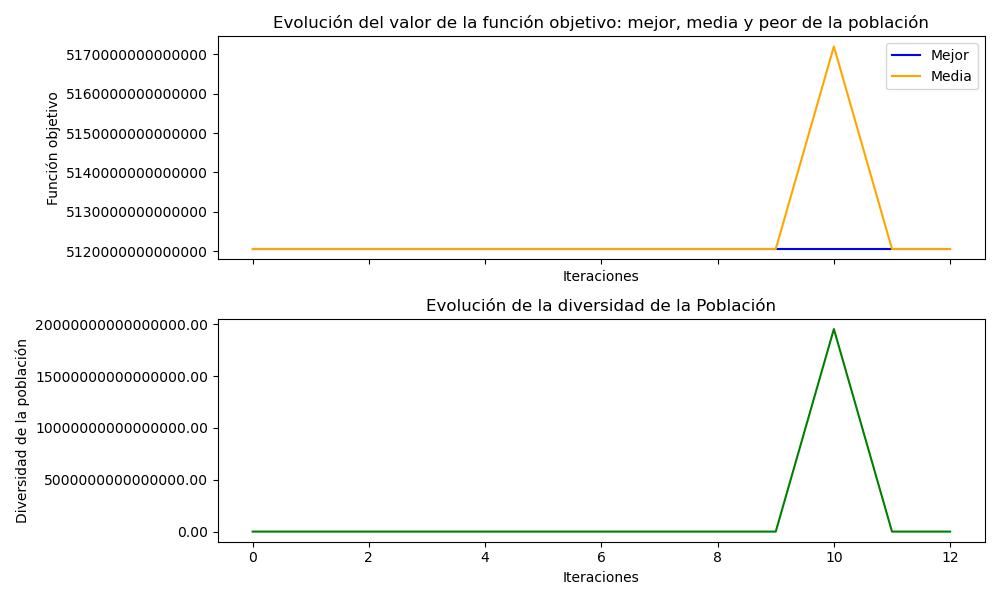 Evolución del valor de la función objetivo: mejor, media y peor de la población
Mejor
Media
Función objetivo
5170000000000000
5160000000000000
5150000000000000
5140000000000000
5130000000000000
5120000000000000
Iteraciones
Evolución de la diversidad de la Población
Diversidad de la población
20000000000000000.00
15000000000000000.00
10000000000000000.00
5000000000000000.00
0.00
0 2 4 6 8 10 12
Iteraciones